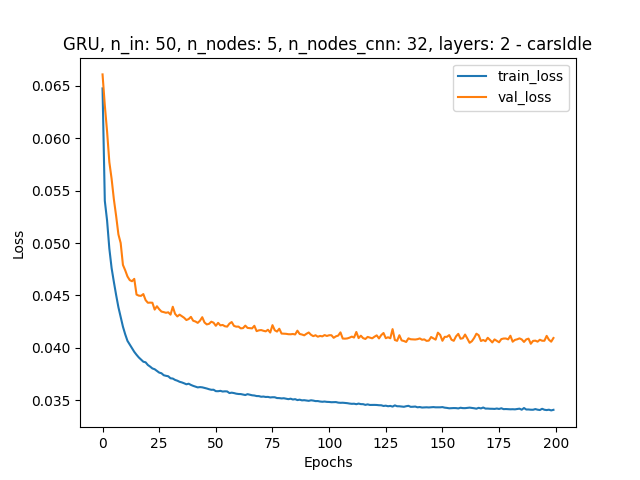 GRU, n_in: 50, n_nodes: 5, n_nodes_cnn: 32, layers: 2 - carsIdle
train_loss
val_loss
0.065
0.060
0.055
0.050
0.045
0.040
0.035
Loss
0 25 50 75 100 125 150 175 200
Epochs